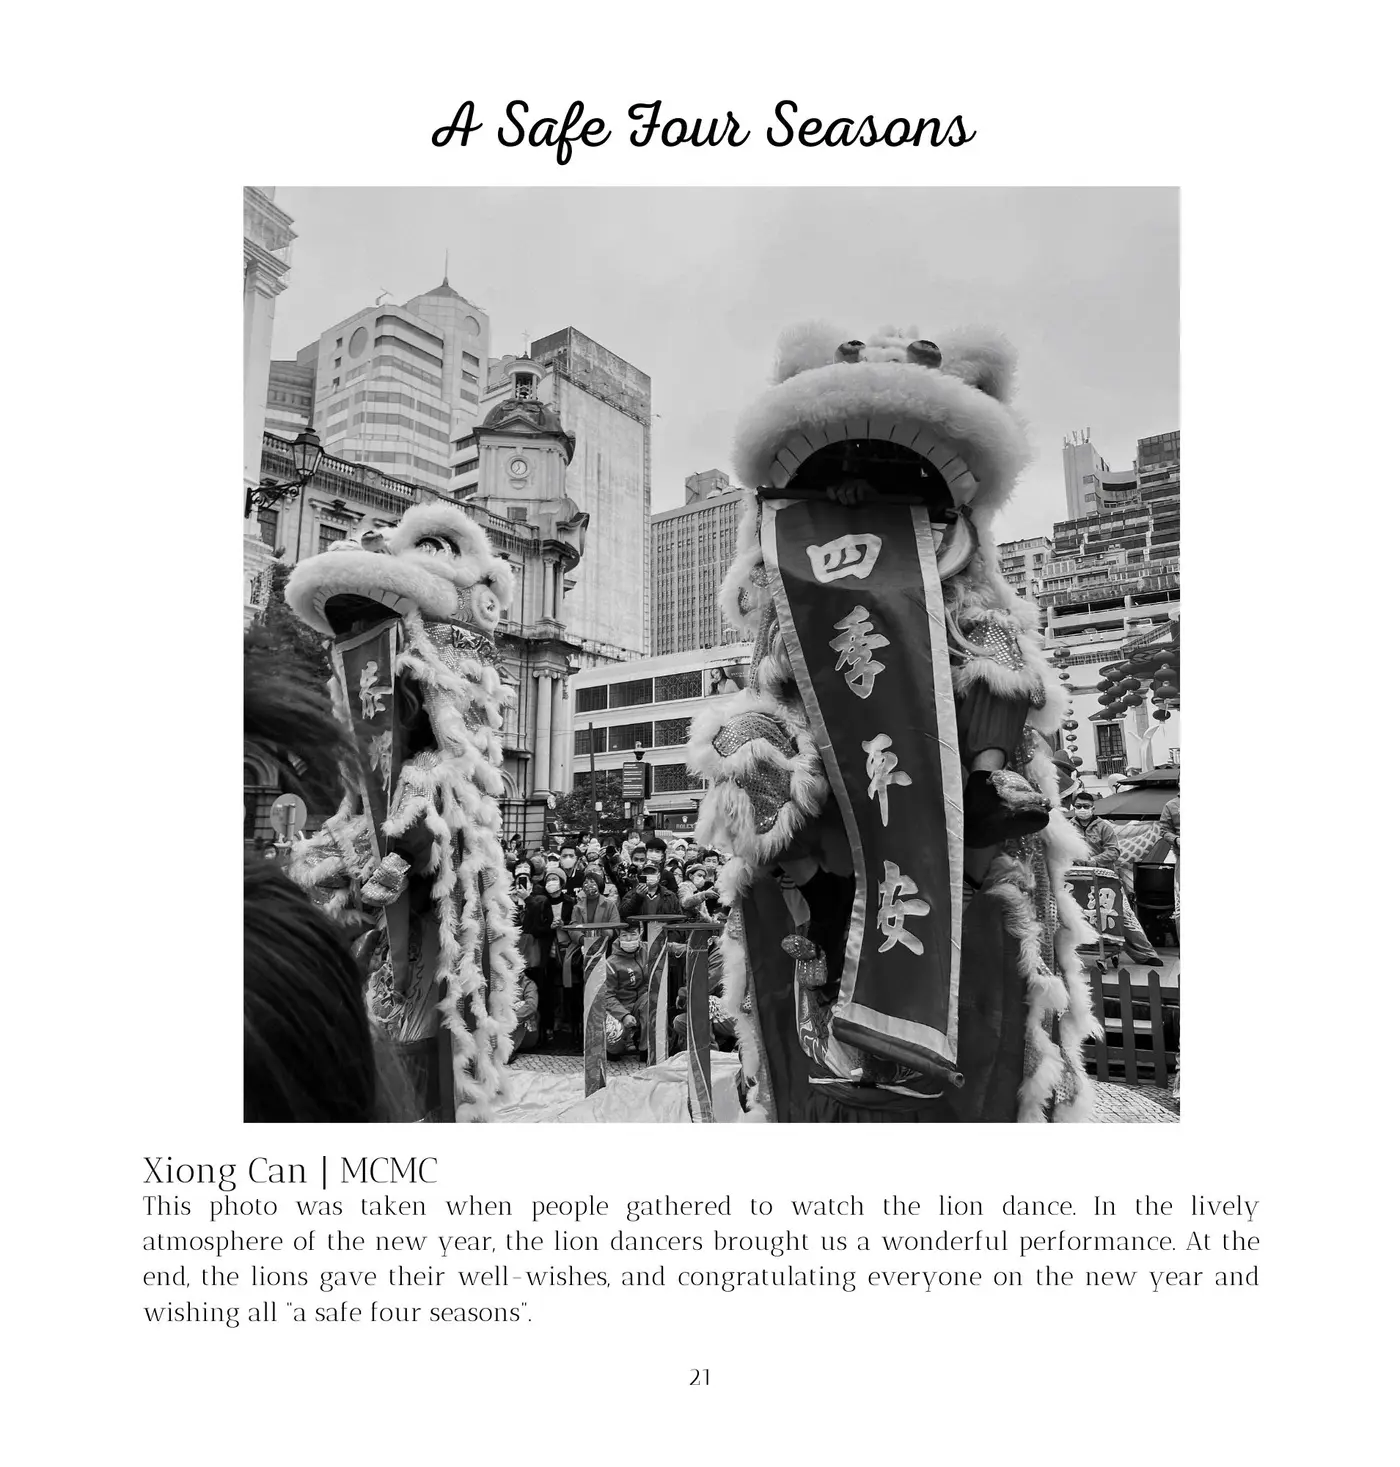 A Safe Four Seasons
四季平安
泰
ROLEX
Xiong Can | MCMC
This photo was taken when people gathered to watch the lion dance. In the lively
atmosphere of the new year, the lion dancers brought us a wonderful performance. At the
end, the lions gave their well-wishes, and congratulating everyone on the new year and
wishing all "a safe four seasons".
21